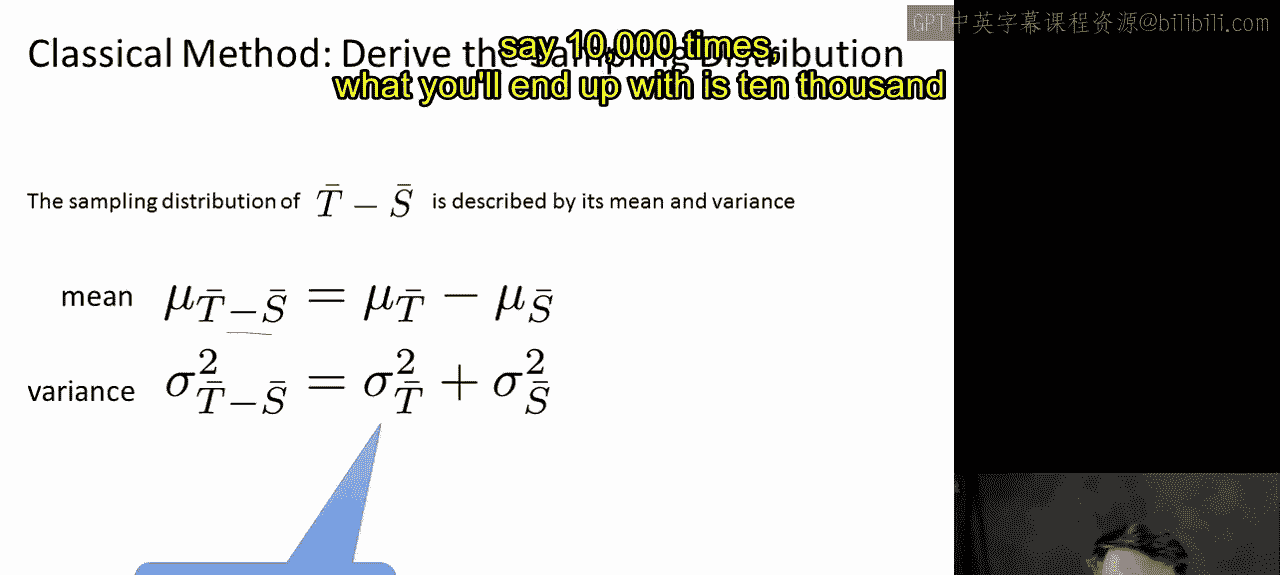 GPT中英字幕课程资源@bilibili.com
say 10,000 times,
Classical Method: Derive the Sampling Distribution
what you'll end up with is ten thousand
The sampling distribution of T̄ − S̄ is described by its mean and variance
mean μ_{T̄−S̄} = μ_{T̄} − μ_{S̄}
variance σ²_{T̄−S̄} = σ²_{T̄} + σ²_{S̄}